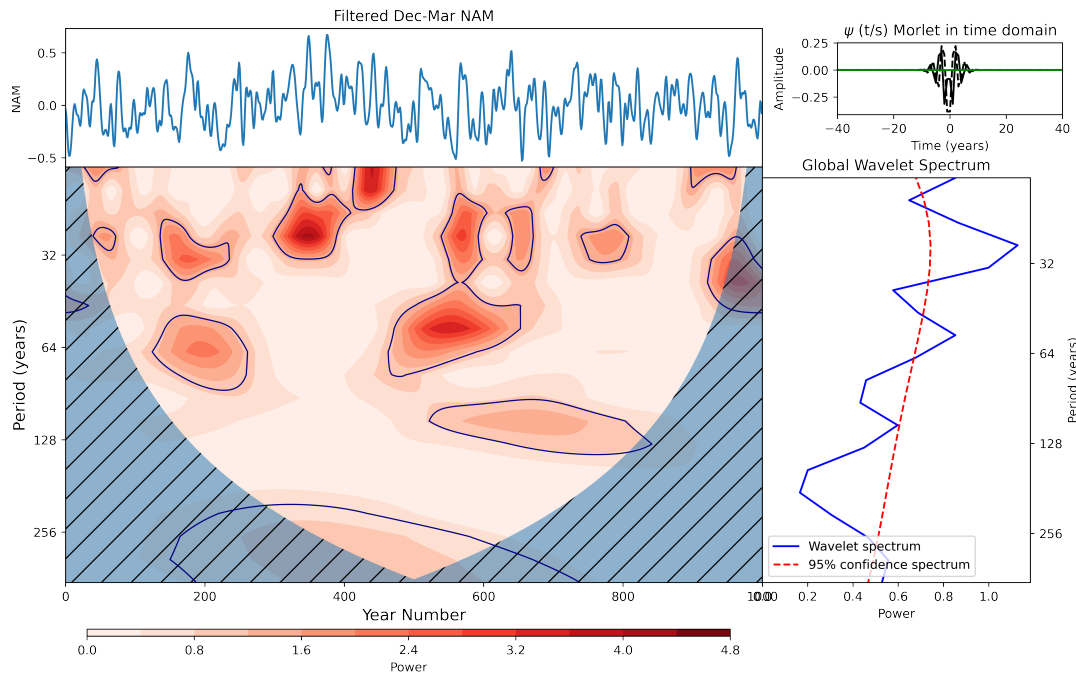 Filtered Dec-Mar NAM
NAM
0.5
0.0
−0.5
ψ (t/s) Morlet in time domain
Amplitude
0.25
0.00
−0.25
−40 −20 0 20 40
Time (years)
Period (years)
32
64
128
256
0 200 400 600 800
Year Number
Global Wavelet Spectrum
32
64
128
256
Period (years)
Wavelet spectrum
95% confidence spectrum
0.2 0.4 0.6 0.8 1.0
Power
0.0 0.8 1.6 2.4 3.2 4.0 4.8
Power